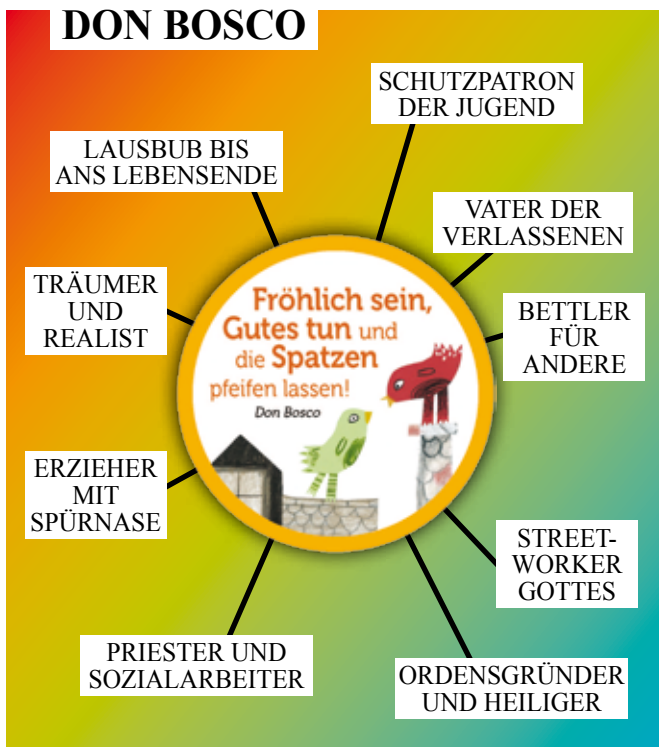 DON BOSCO
SCHUTZPATRON
DER JUGEND
LAUSBUB BIS
ANS LEBENSENDE
VATER DER
VERLASSENEN
TRÄUMER
UND
REALIST
BETTLER
FÜR
ANDERE
Fröhlich sein,
Gutes tun und
die Spatzen
pfeifen lassen!
Don Bosco
ERZIEHER
MIT
SPÜRNASE
STREET-
WORKER
GOTTES
PRIESTER UND
SOZIALARBEITER
ORDENSGRÜNDER
UND HEILIGER